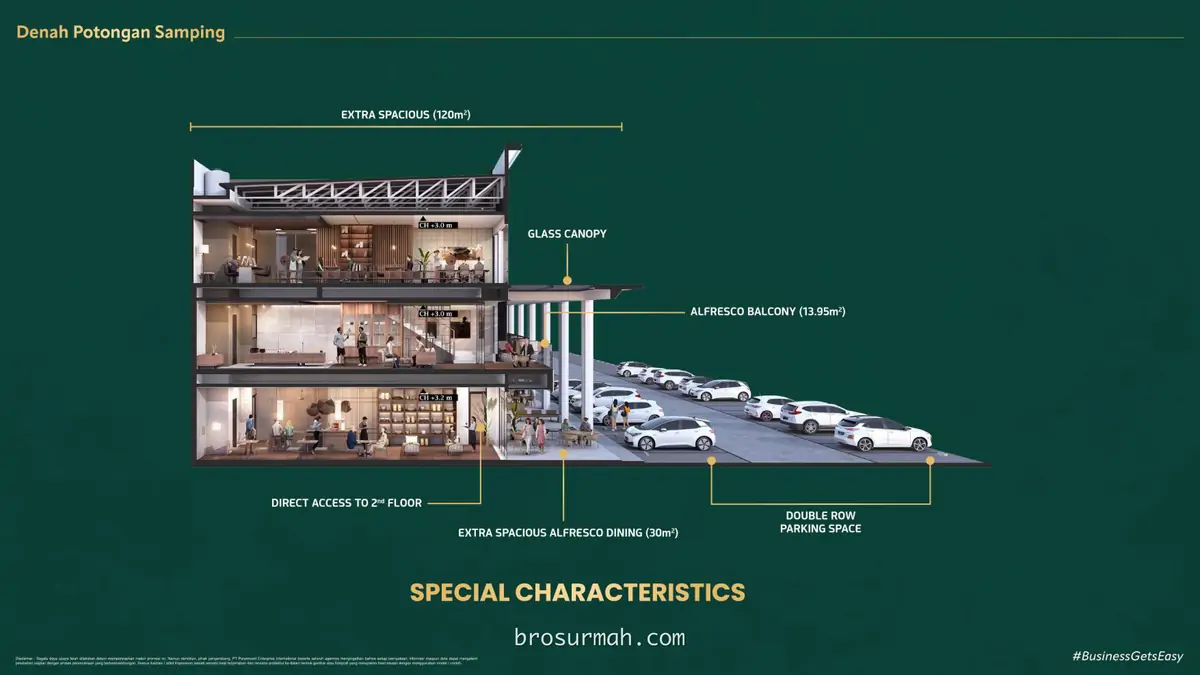 Denah Potongan Samping
EXTRA SPACIOUS (120m²)
CH +3.0 m
GLASS CANOPY
CH +3.0 m
ALFRESCO BALCONY (13.95m²)
CH +3.2 m
DIRECT ACCESS TO 2nd FLOOR
EXTRA SPACIOUS ALFRESCO DINING (30m²)
DOUBLE ROW
PARKING SPACE
SPECIAL CHARACTERISTICS
brosurmah.com
#BusinessGetsEasy